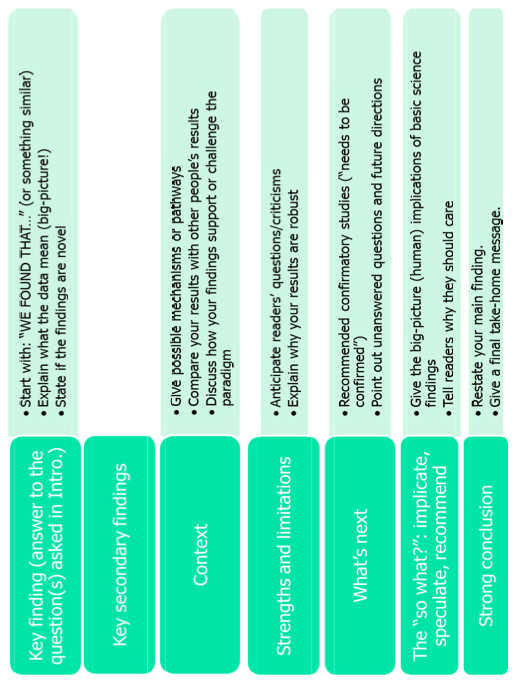 Key finding (answer to the
question(s) asked in Intro.)
• Start with: “WE FOUND THAT…” (or something similar)
• Explain what the data mean (big-picture!)
• State if the findings are novel
Key secondary findings
Context
• Give possible mechanisms or pathways
• Compare your results with other people’s results
• Discuss how your findings support or challenge the
paradigm
Strengths and limitations
• Anticipate readers’ questions/criticisms
• Explain why your results are robust
What’s next
• Recommended confirmatory studies (“needs to be
confirmed”)
• Point out unanswered questions and future directions
The “so what?”: implicate,
speculate, recommend
• Give the big-picture (human) implications of basic science
findings
• Tell readers why they should care
Strong conclusion
• Restate your main finding.
• Give a final take-home message.